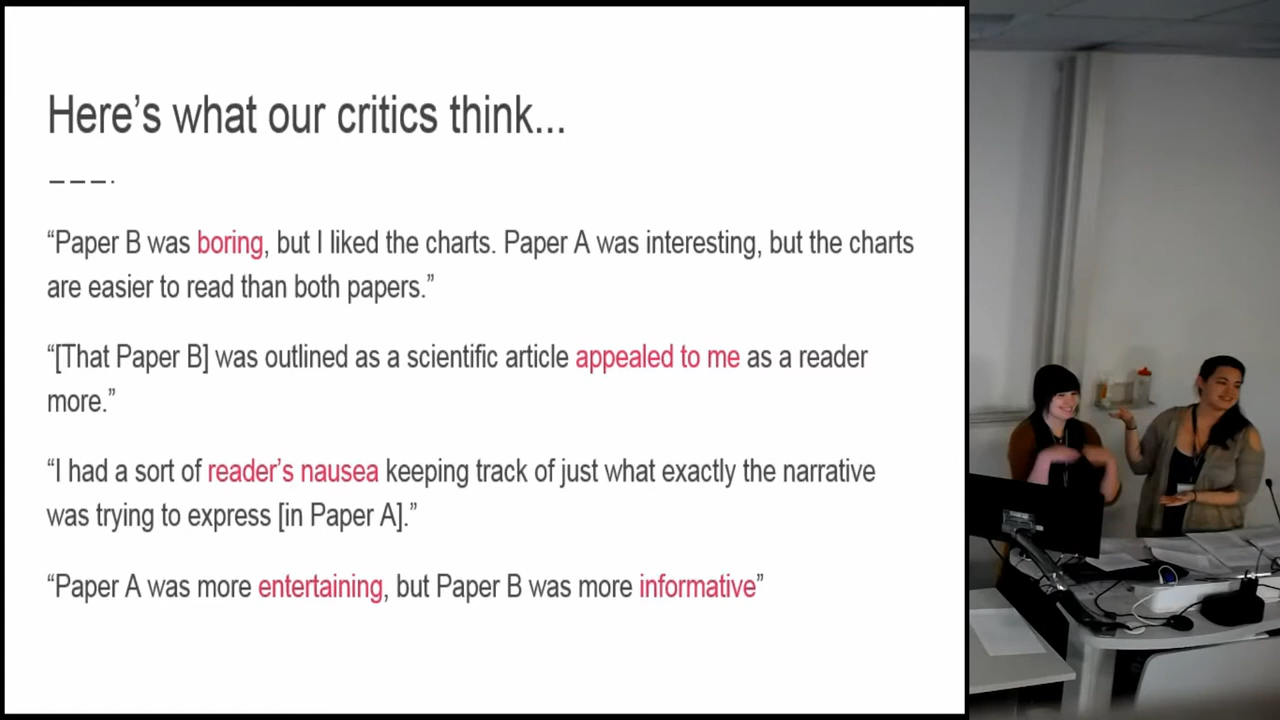 Here’s what our critics think...
“Paper B was boring, but I liked the charts. Paper A was interesting, but the charts
are easier to read than both papers.”
“[That Paper B] was outlined as a scientific article appealed to me as a reader
more.”
“I had a sort of reader’s nausea keeping track of just what exactly the narrative
was trying to express [in Paper A].”
“Paper A was more entertaining, but Paper B was more informative”